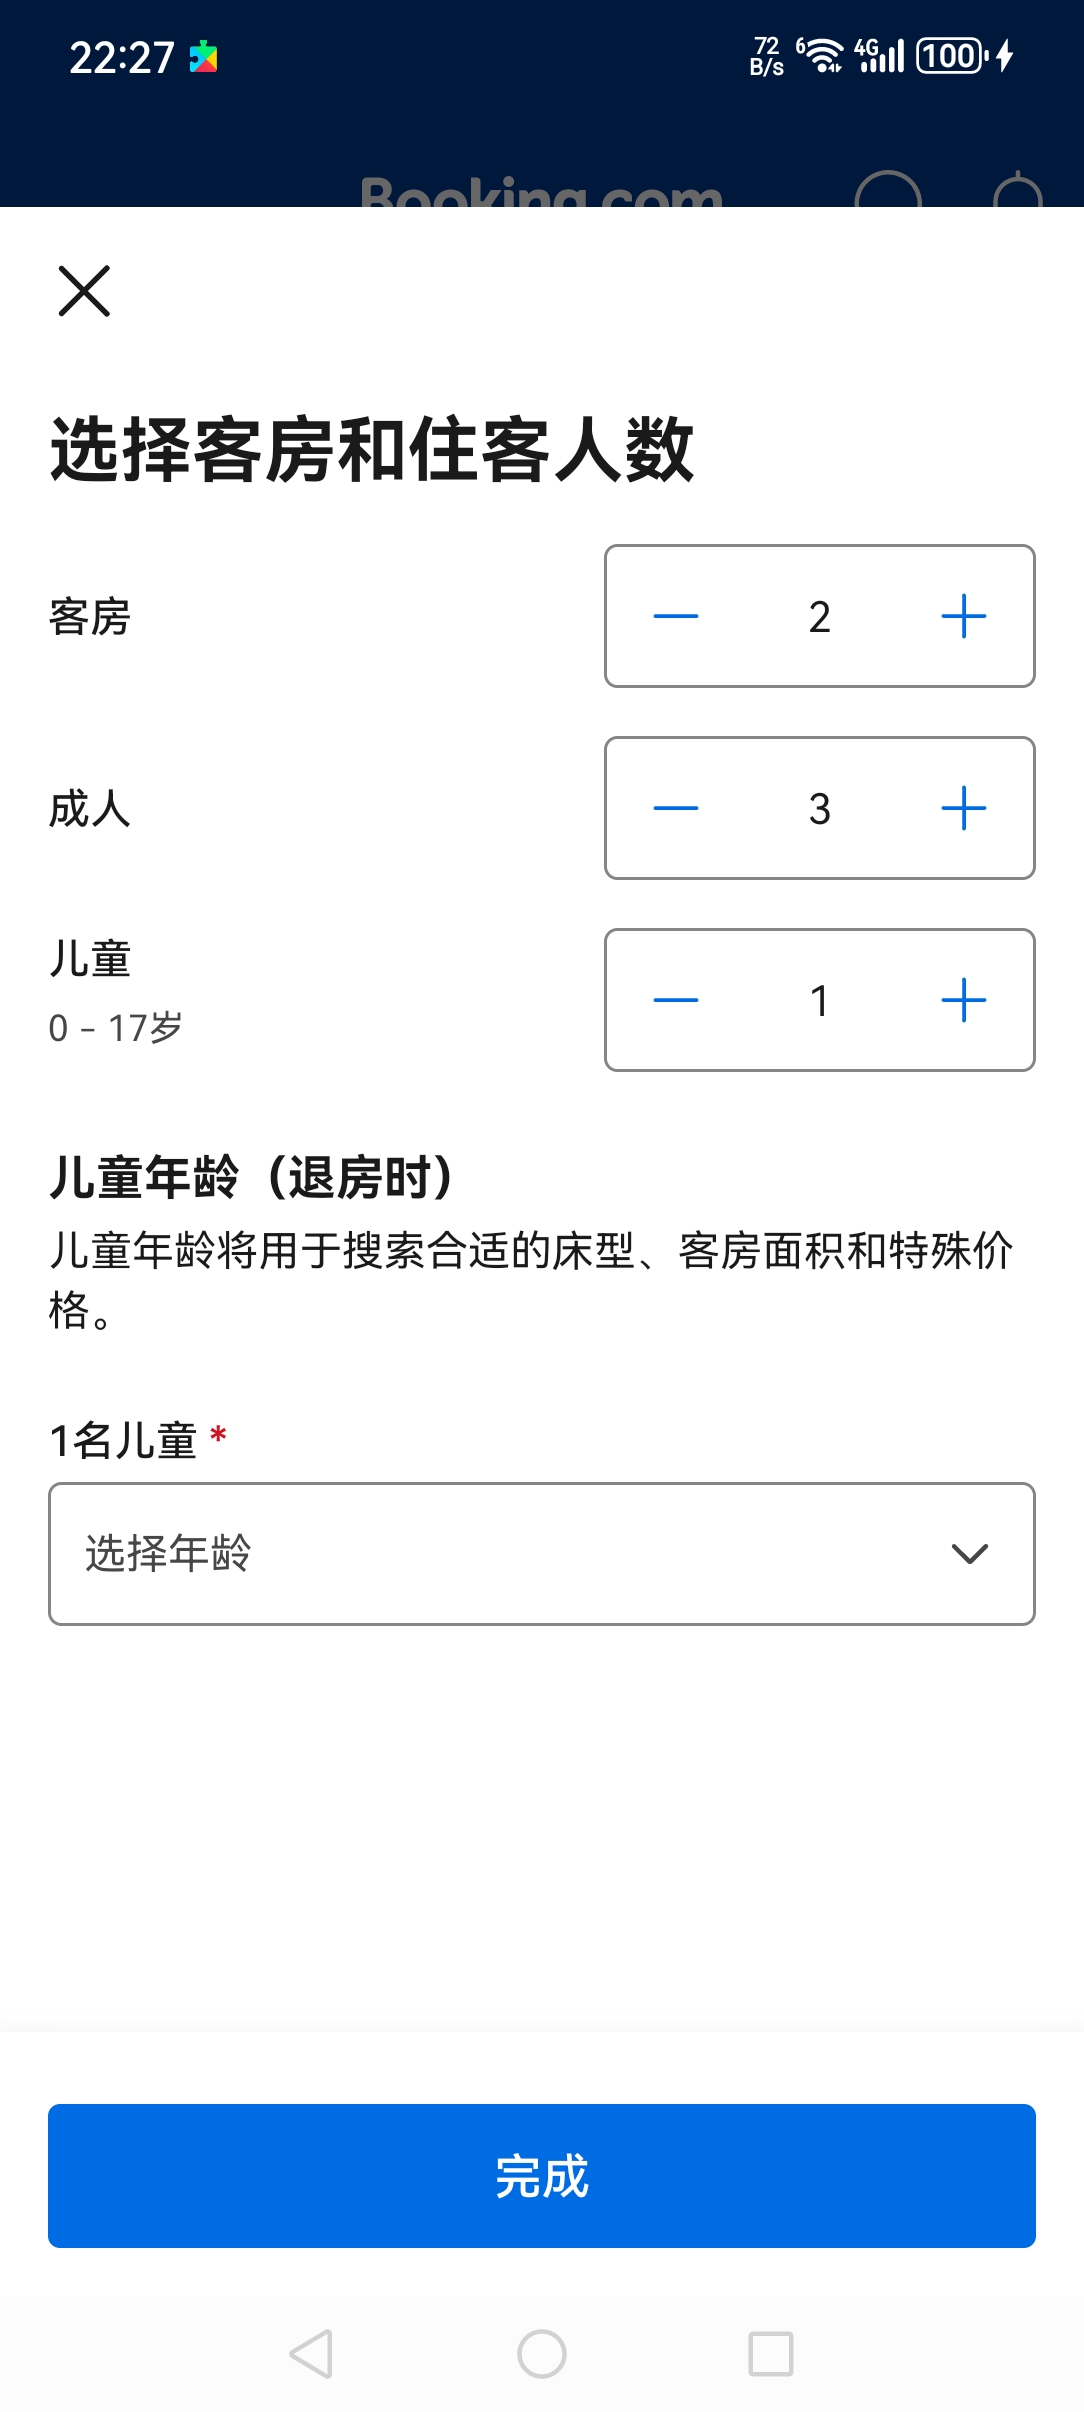 22:27
72 B/s 6 4G 100
Booking.com
选择客房和住客人数
客房 2
成人 3
儿童 1
0 – 17岁
儿童年龄（退房时）
儿童年龄将用于搜索合适的床型、客房面积和特殊价
格。
1名儿童 *
选择年龄
完成